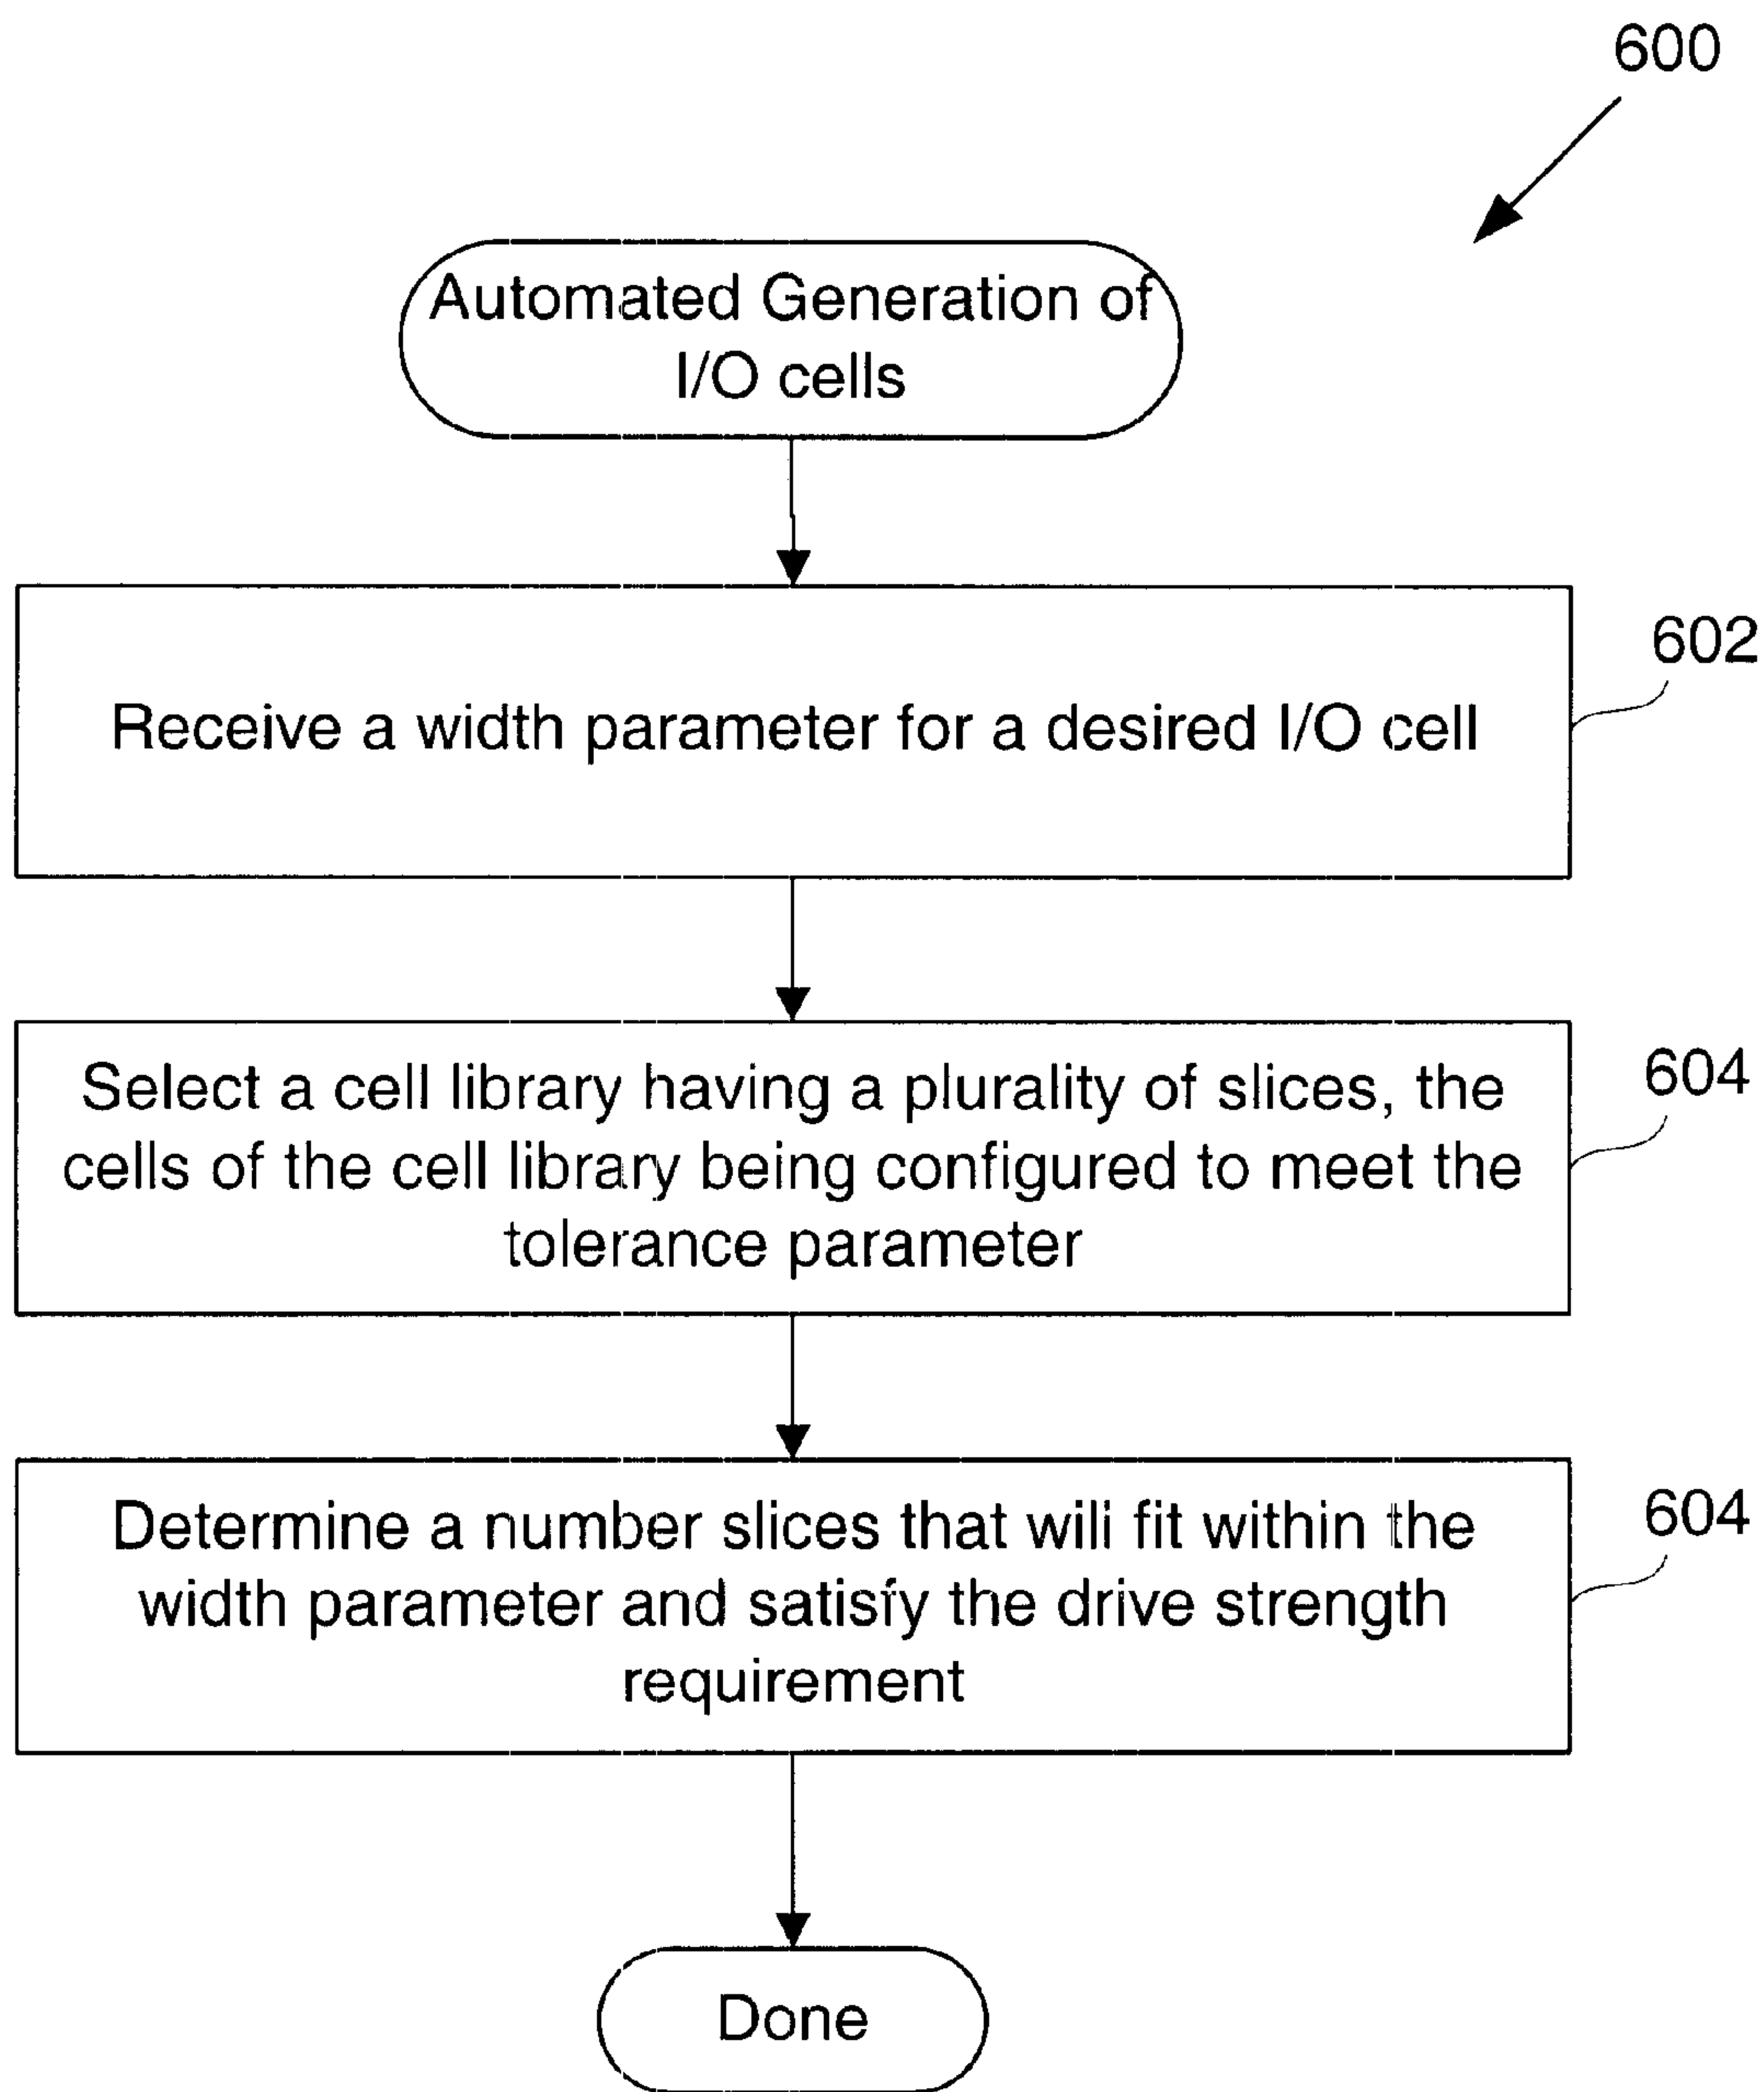 600
Automated Generation of
I/O cells
602
Receive a width parameter for a desired I/O cell
604
Select a cell library having a plurality of slices, the
cells of the cell library being configured to meet the
tolerance parameter
604
Determine a number slices that will fit within the
width parameter and satisfy the drive strength
requirement
Done